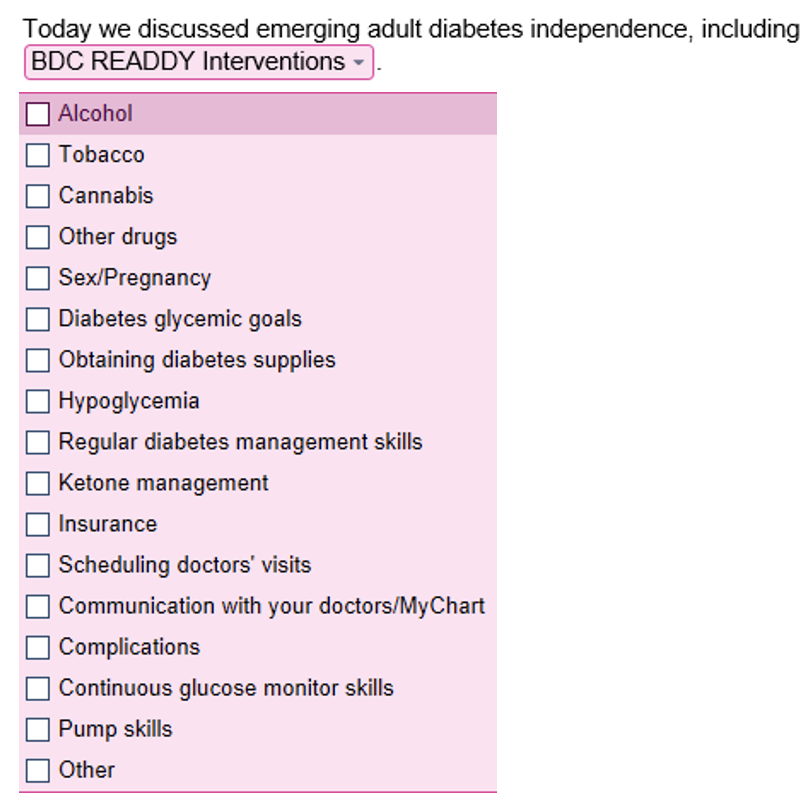 Today we discussed emerging adult diabetes independence, including
BDC READDY Interventions .
Alcohol
Tobacco
Cannabis
Other drugs
Sex/Pregnancy
Diabetes glycemic goals
Obtaining diabetes supplies
Hypoglycemia
Regular diabetes management skills
Ketone management
Insurance
Scheduling doctors' visits
Communication with your doctors/MyChart
Complications
Continuous glucose monitor skills
Pump skills
Other